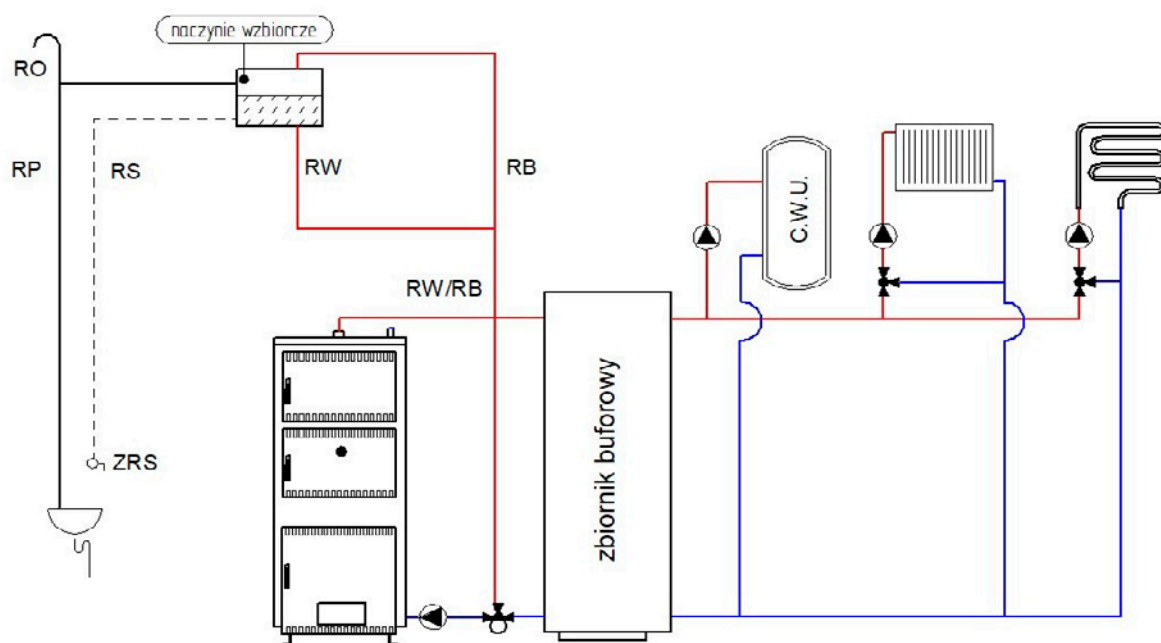 naczynie wzbiorcze
RO
RP
RS
RW
RB
C.W.U.
RW/RB
zbiornik buforowy
ZRS